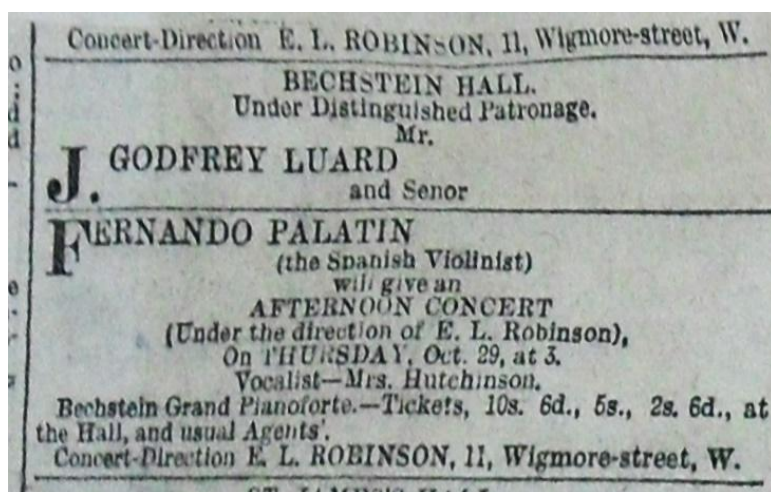 Concert-Direction E. L. ROBINSON, 11, Wigmore-street, W.
BECHSTEIN HALL.
Under Distinguished Patronage.
Mr.
J. GODFREY LUARD
and Senor
FERNANDO PALATIN
(the Spanish Violinist)
will give an
AFTERNOON CONCERT
(Under the direction of E. L. Robinson),
On THURSDAY, Oct. 29, at 3.
Vocalist—Mrs. Hutchinson.
Bechstein Grand Pianoforte.—Tickets, 10s. 6d., 5s., 2s. 6d., at
the Hall, and usual Agents'.
Concert-Direction E. L. ROBINSON, 11, Wigmore-street, W.